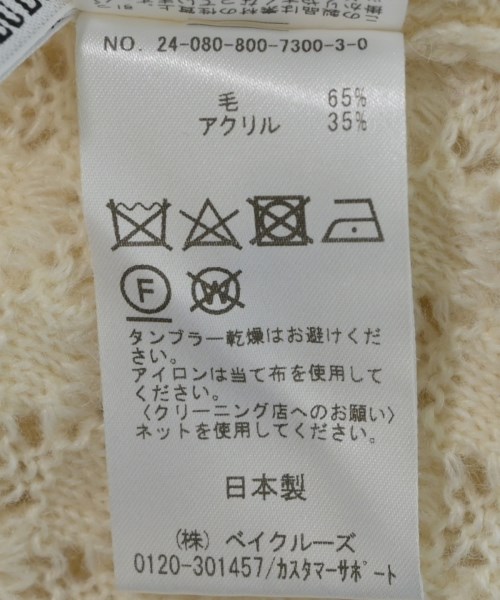 NO. 24-080-800-7300-3-0
毛 65%
アクリル 35%
F
W
タンブラー乾燥はお避けくだ
さい。
アイロンは当て布を使用して
ください。
〈クリーニング店へのお願い〉
ネットを使用してください。
日本製
(株) ベイクルーズ
0120-301457/カスタマーサポート